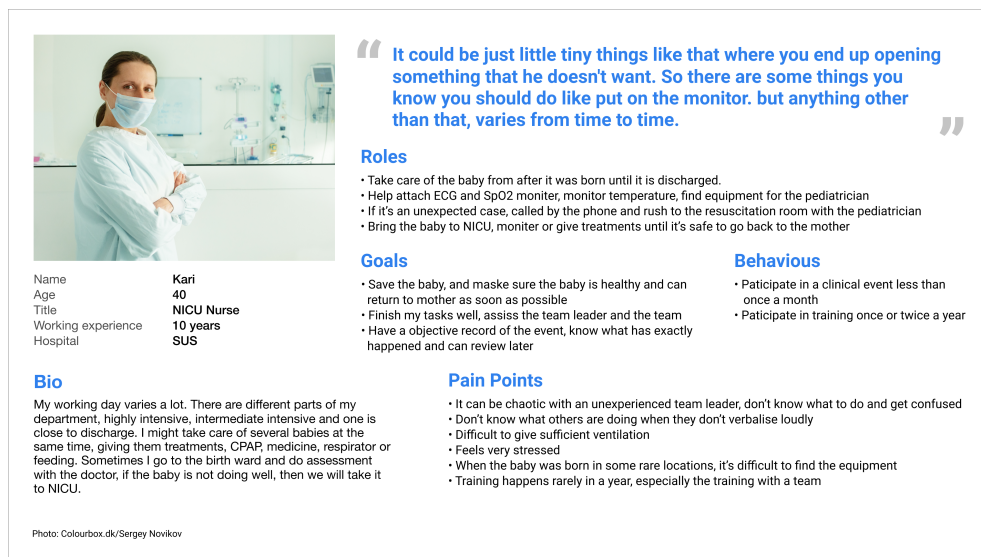 “ It could be just little tiny things like that where you end up opening
something that he doesn't want. So there are some things you
know you should do like put on the monitor. but anything other
than that, varies from time to time. ”
Roles
• Take care of the baby from after it was born until it is discharged.
• Help attach ECG and SpO2 moniter, monitor temperature, find equipment for the pediatrician
• If it's an unexpected case, called by the phone and rush to the resuscitation room with the pediatrician
• Bring the baby to NICU, moniter or give treatments until it's safe to go back to the mother
Name Kari
Age 40
Title NICU Nurse
Working experience 10 years
Hospital SUS
Goals
• Save the baby, and maske sure the baby is healthy and can
return to mother as soon as possible
• Finish my tasks well, assiss the team leader and the team
• Have a objective record of the event, know what has exactly
happened and can review later
Behavious
• Paticipate in a clinical event less than
once a month
• Paticipate in training once or twice a year
Bio
My working day varies a lot. There are different parts of my
department, highly intensive, intermediate intensive and one is
close to discharge. I might take care of several babies at the
same time, giving them treatments, CPAP, medicine, respirator or
feeding. Sometimes I go to the birth ward and do assessment
with the doctor, if the baby is not doing well, then we will take it
to NICU.
Pain Points
• It can be chaotic with an unexperienced team leader, don't know what to do and get confused
• Don't know what others are doing when they don't verbalise loudly
• Difficult to give sufficient ventilation
• Feels very stressed
• When the baby was born in some rare locations, it's difficult to find the equipment
• Training happens rarely in a year, especially the training with a team
Photo: Colourbox.dk/Sergey Novikov